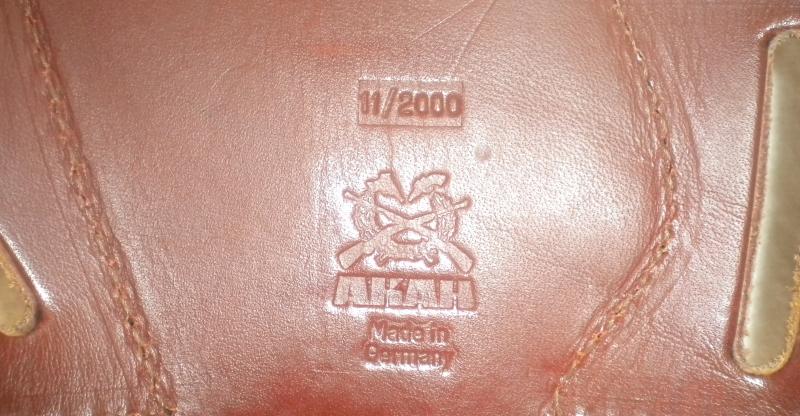 11/2000
AKAH
Made in
Germany